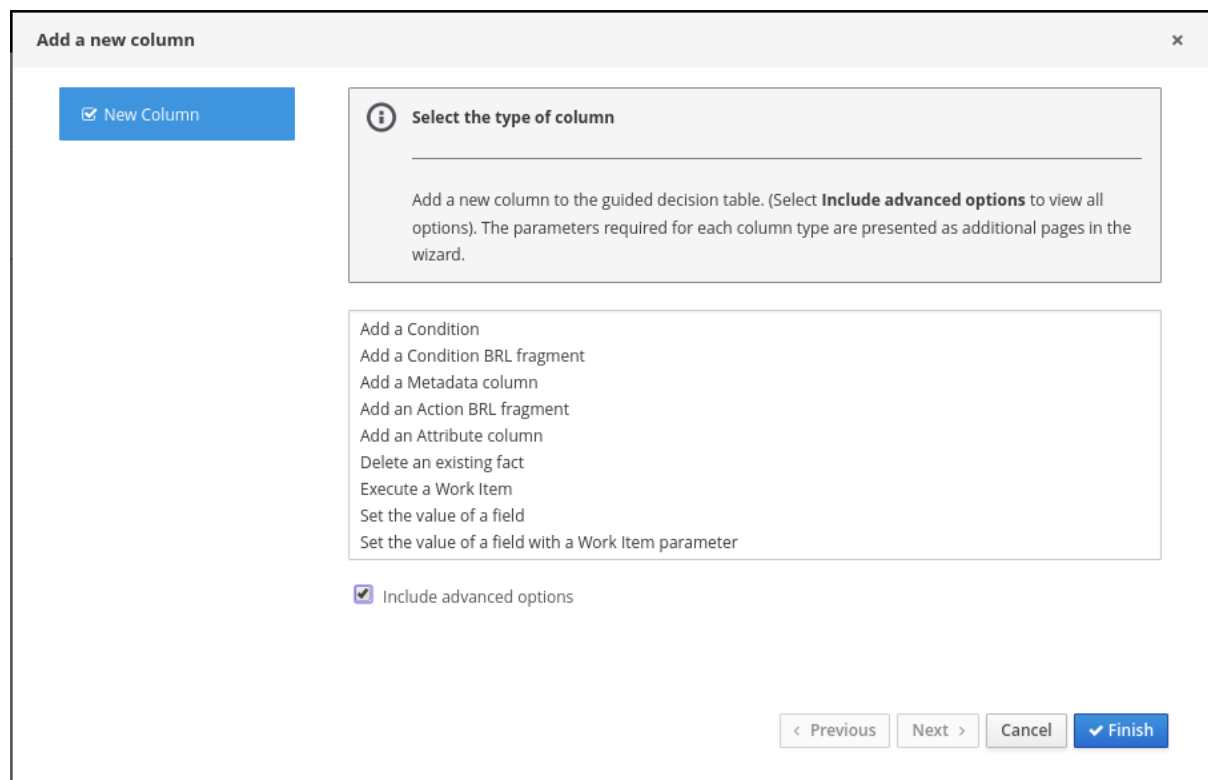 Add a new column
×
New Column
Select the type of column
Add a new column to the guided decision table. (Select Include advanced options to view all
options). The parameters required for each column type are presented as additional pages in the
wizard.
Add a Condition
Add a Condition BRL fragment
Add a Metadata column
Add an Action BRL fragment
Add an Attribute column
Delete an existing fact
Execute a Work Item
Set the value of a field
Set the value of a field with a Work Item parameter
Include advanced options
< Previous Next > Cancel Finish